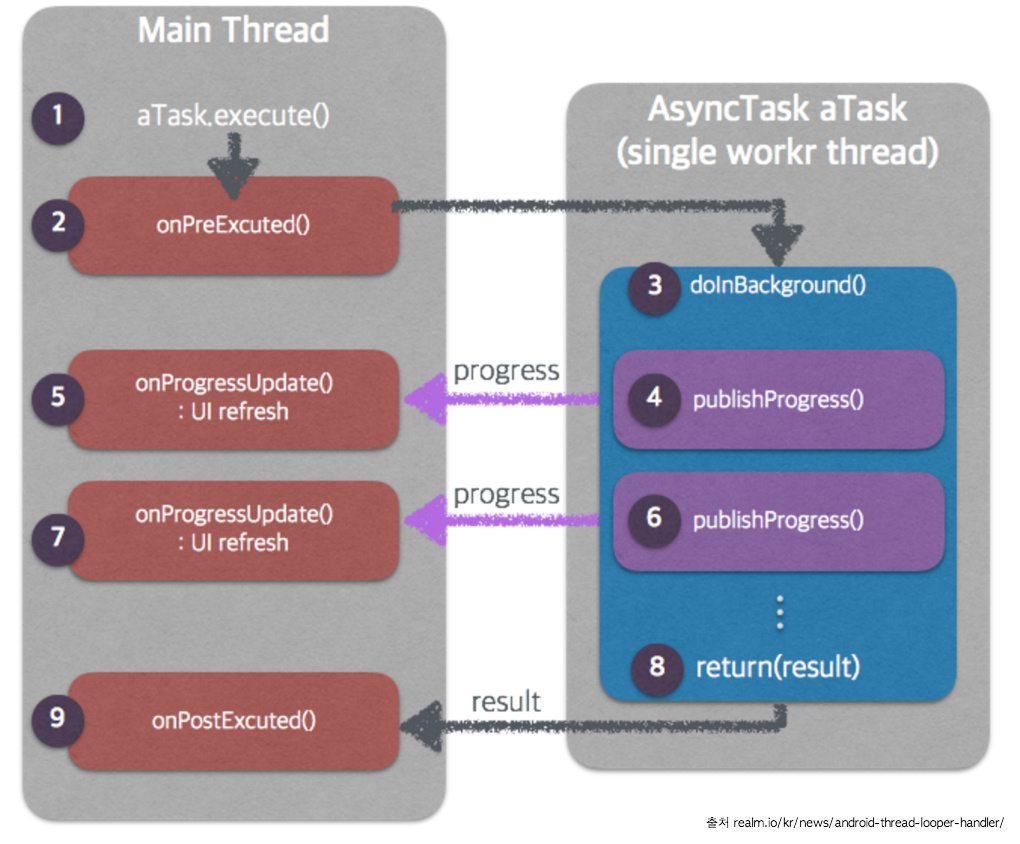 Main Thread
1
aTask.execute()
2
onPreExcuted()
5
onProgressUpdate()
: UI refresh
7
onProgressUpdate()
: UI refresh
9
onPostExcuted()
progress
progress
result
AsyncTask aTask
(single workr thread)
3
doInBackground()
4
publishProgress()
6
publishProgress()
8
return(result)
출처 realm.io/kr/news/android-thread-looper-handler/